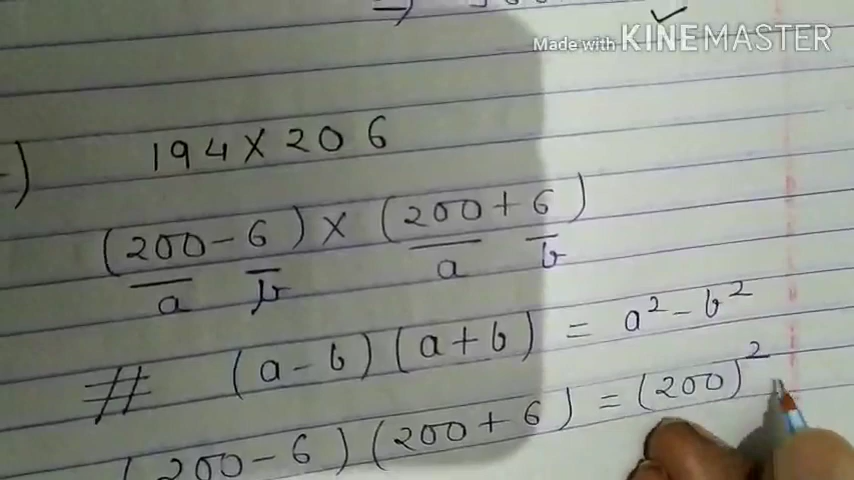 Made with KINEMASTER
194 × 206
(200 - 6) × (200 + 6)
a b a b
# (a - b) (a + b) = a² - b²
(200 - 6) (200 + 6) = (200)²